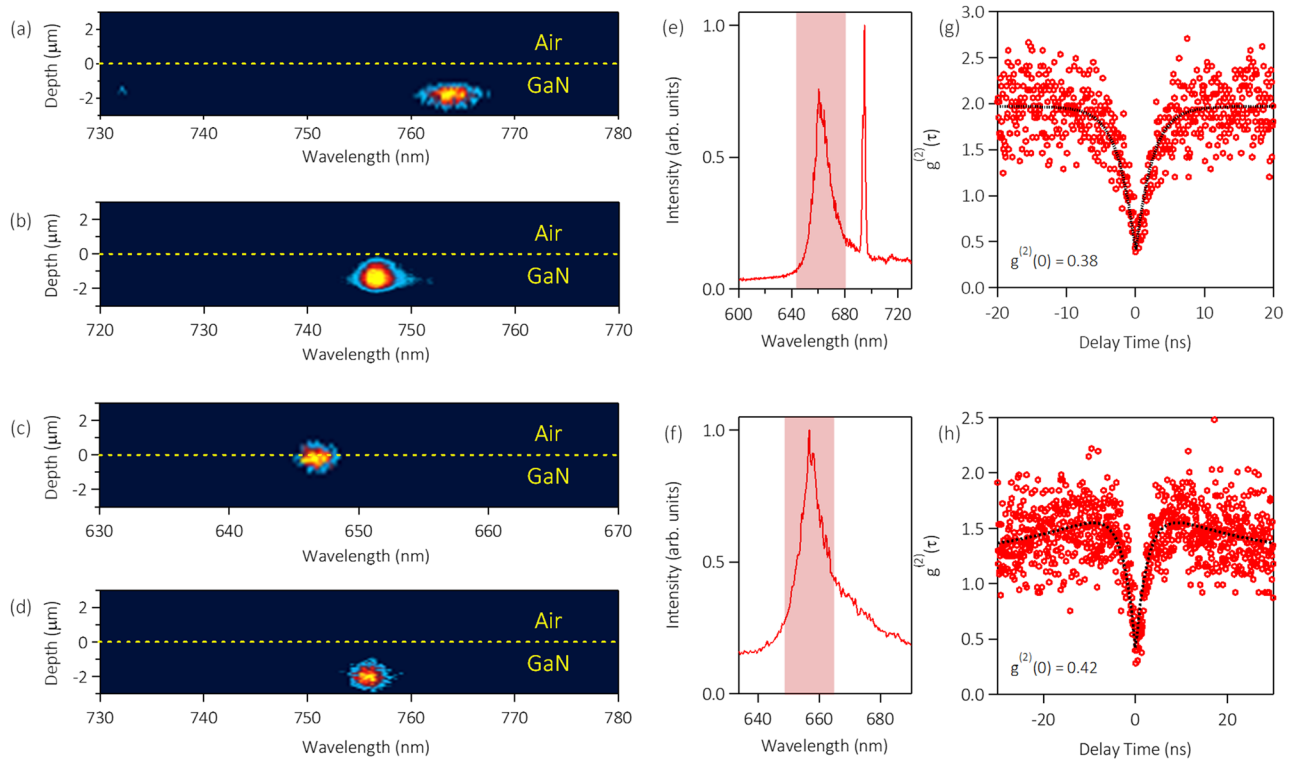 (a)
Depth (μm)
2
0
-2
Air
GaN
730
740
750
760
770
780
Wavelength (nm)
(b)
Depth (μm)
2
0
-2
Air
GaN
720
730
740
750
760
770
Wavelength (nm)
(c)
Depth (μm)
2
0
-2
Air
GaN
630
640
650
660
670
Wavelength (nm)
(d)
Depth (μm)
2
0
-2
Air
GaN
730
740
750
760
770
780
Wavelength (nm)
(e)
Intensity (arb. units)
1.0
0.5
0.0
600
640
680
720
Wavelength (nm)
(f)
Intensity (arb. units)
1.0
0.5
0.0
640
660
680
Wavelength (nm)
(g)
g(2)(τ)
3.0
2.5
2.0
1.5
1.0
0.5
0.0
g(2)(0) = 0.38
-20
-10
0
10
20
Delay Time (ns)
(h)
g(2)(τ)
2.5
2.0
1.5
1.0
0.5
0.0
g(2)(0) = 0.42
-20
0
20
Delay Time (ns)